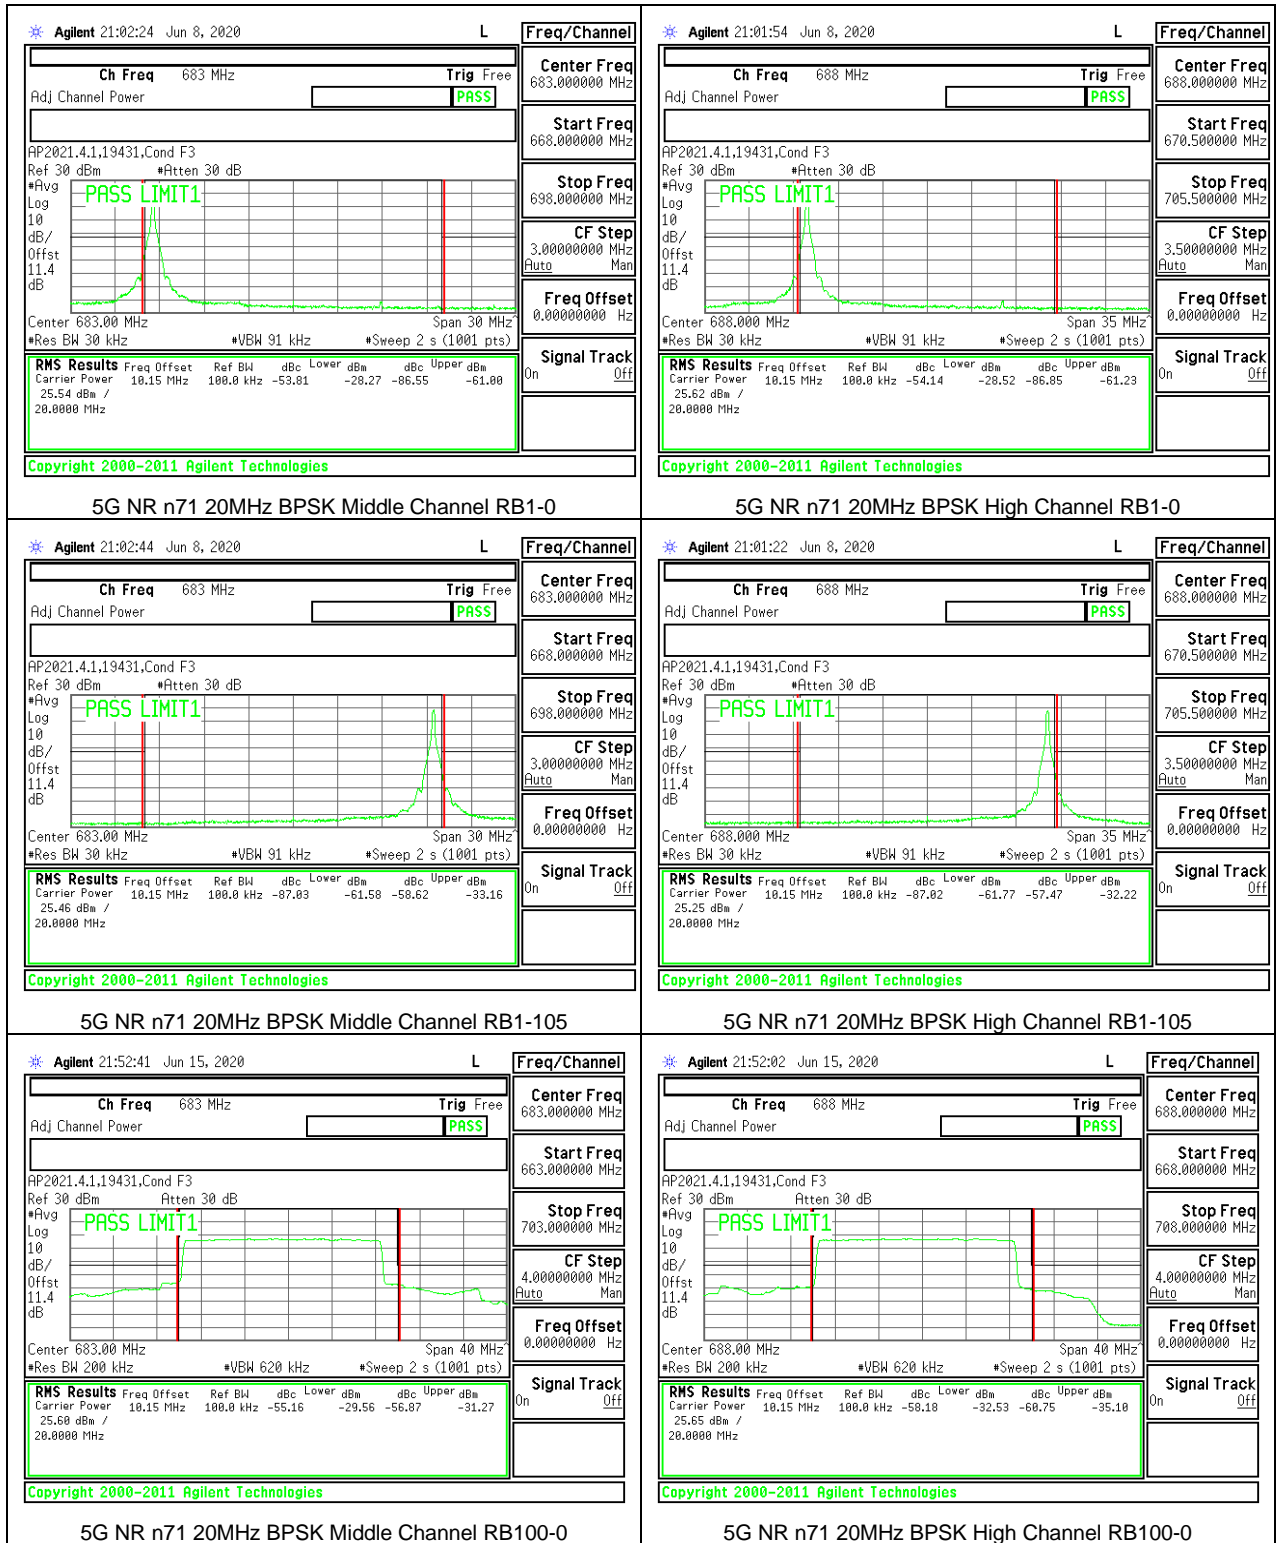 Agilent 21:02:24 Jun 8, 2020 L Freq/Channel
Ch Freq 683 MHz Trig Free
Adj Channel Power PASS
Center Freq
683.000000 MHz
Start Freq
668.000000 MHz
AP2021.4.1,19431,Cond F3
Ref 30 dBm #Atten 30 dB
#Avg
Log
10
dB/
Offst
11.4
dB
PASS LIMIT1
Stop Freq
698.000000 MHz
CF Step
3.00000000 MHz
Auto Man
Freq Offset
0.00000000 Hz
Center 683.00 MHz Span 30 MHz^
#Res BW 30 kHz #VBW 91 kHz #Sweep 2 s (1001 pts)
Signal Track
On Off
RMS Results Freq Offset Ref BW dBc Lower dBm dBc Upper dBm
Carrier Power 10.15 MHz 100.0 kHz -53.81 -28.27 -86.55 -61.00
25.54 dBm /
20.0000 MHz
Copyright 2000-2011 Agilent Technologies
5G NR n71 20MHz BPSK Middle Channel RB1-0
Agilent 21:01:54 Jun 8, 2020 L Freq/Channel
Ch Freq 688 MHz Trig Free
Adj Channel Power PASS
Center Freq
688.000000 MHz
Start Freq
670.500000 MHz
AP2021.4.1,19431,Cond F3
Ref 30 dBm #Atten 30 dB
#Avg
Log
10
dB/
Offst
11.4
dB
PASS LIMIT1
Stop Freq
705.500000 MHz
CF Step
3.50000000 MHz
Auto Man
Freq Offset
0.00000000 Hz
Center 688.000 MHz Span 35 MHz^
#Res BW 30 kHz #VBW 91 kHz #Sweep 2 s (1001 pts)
Signal Track
On Off
RMS Results Freq Offset Ref BW dBc Lower dBm dBc Upper dBm
Carrier Power 10.15 MHz 100.0 kHz -54.14 -28.52 -86.85 -61.23
25.62 dBm /
20.0000 MHz
Copyright 2000-2011 Agilent Technologies
5G NR n71 20MHz BPSK High Channel RB1-0
Agilent 21:02:44 Jun 8, 2020 L Freq/Channel
Ch Freq 683 MHz Trig Free
Adj Channel Power PASS
Center Freq
683.000000 MHz
Start Freq
668.000000 MHz
AP2021.4.1,19431,Cond F3
Ref 30 dBm #Atten 30 dB
#Avg
Log
10
dB/
Offst
11.4
dB
PASS LIMIT1
Stop Freq
698.000000 MHz
CF Step
3.00000000 MHz
Auto Man
Freq Offset
0.00000000 Hz
Center 683.00 MHz Span 30 MHz^
#Res BW 30 kHz #VBW 91 kHz #Sweep 2 s (1001 pts)
Signal Track
On Off
RMS Results Freq Offset Ref BW dBc Lower dBm dBc Upper dBm
Carrier Power 10.15 MHz 100.0 kHz -87.03 -61.58 -58.62 -33.16
25.46 dBm /
20.0000 MHz
Copyright 2000-2011 Agilent Technologies
5G NR n71 20MHz BPSK Middle Channel RB1-105
Agilent 21:01:22 Jun 8, 2020 L Freq/Channel
Ch Freq 688 MHz Trig Free
Adj Channel Power PASS
Center Freq
688.000000 MHz
Start Freq
670.500000 MHz
AP2021.4.1,19431,Cond F3
Ref 30 dBm #Atten 30 dB
#Avg
Log
10
dB/
Offst
11.4
dB
PASS LIMIT1
Stop Freq
705.500000 MHz
CF Step
3.50000000 MHz
Auto Man
Freq Offset
0.00000000 Hz
Center 688.000 MHz Span 35 MHz^
#Res BW 30 kHz #VBW 91 kHz #Sweep 2 s (1001 pts)
Signal Track
On Off
RMS Results Freq Offset Ref BW dBc Lower dBm dBc Upper dBm
Carrier Power 10.15 MHz 100.0 kHz -87.02 -61.77 -57.47 -32.22
25.25 dBm /
20.0000 MHz
Copyright 2000-2011 Agilent Technologies
5G NR n71 20MHz BPSK High Channel RB1-105
Agilent 21:52:41 Jun 15, 2020 L Freq/Channel
Ch Freq 683 MHz Trig Free
Adj Channel Power PASS
Center Freq
683.000000 MHz
Start Freq
663.000000 MHz
AP2021.4.1,19431,Cond F3
Ref 30 dBm Atten 30 dB
#Avg
Log
10
dB/
Offst
11.4
dB
PASS LIMIT1
Stop Freq
703.000000 MHz
CF Step
4.00000000 MHz
Auto Man
Freq Offset
0.00000000 Hz
Center 683.00 MHz Span 40 MHz^
#Res BW 200 kHz #VBW 620 kHz #Sweep 2 s (1001 pts)
Signal Track
On Off
RMS Results Freq Offset Ref BW dBc Lower dBm dBc Upper dBm
Carrier Power 10.15 MHz 100.0 kHz -55.16 -29.56 -56.87 -31.27
25.60 dBm /
20.0000 MHz
Copyright 2000-2011 Agilent Technologies
5G NR n71 20MHz BPSK Middle Channel RB100-0
Agilent 21:52:02 Jun 15, 2020 L Freq/Channel
Ch Freq 688 MHz Trig Free
Adj Channel Power PASS
Center Freq
688.000000 MHz
Start Freq
668.000000 MHz
AP2021.4.1,19431,Cond F3
Ref 30 dBm Atten 30 dB
#Avg
Log
10
dB/
Offst
11.4
dB
PASS LIMIT1
Stop Freq
708.000000 MHz
CF Step
4.00000000 MHz
Auto Man
Freq Offset
0.00000000 Hz
Center 688.00 MHz Span 40 MHz^
#Res BW 200 kHz #VBW 620 kHz #Sweep 2 s (1001 pts)
Signal Track
On Off
RMS Results Freq Offset Ref BW dBc Lower dBm dBc Upper dBm
Carrier Power 10.15 MHz 100.0 kHz -58.18 -32.53 -60.75 -35.10
25.65 dBm /
20.0000 MHz
Copyright 2000-2011 Agilent Technologies
5G NR n71 20MHz BPSK High Channel RB100-0